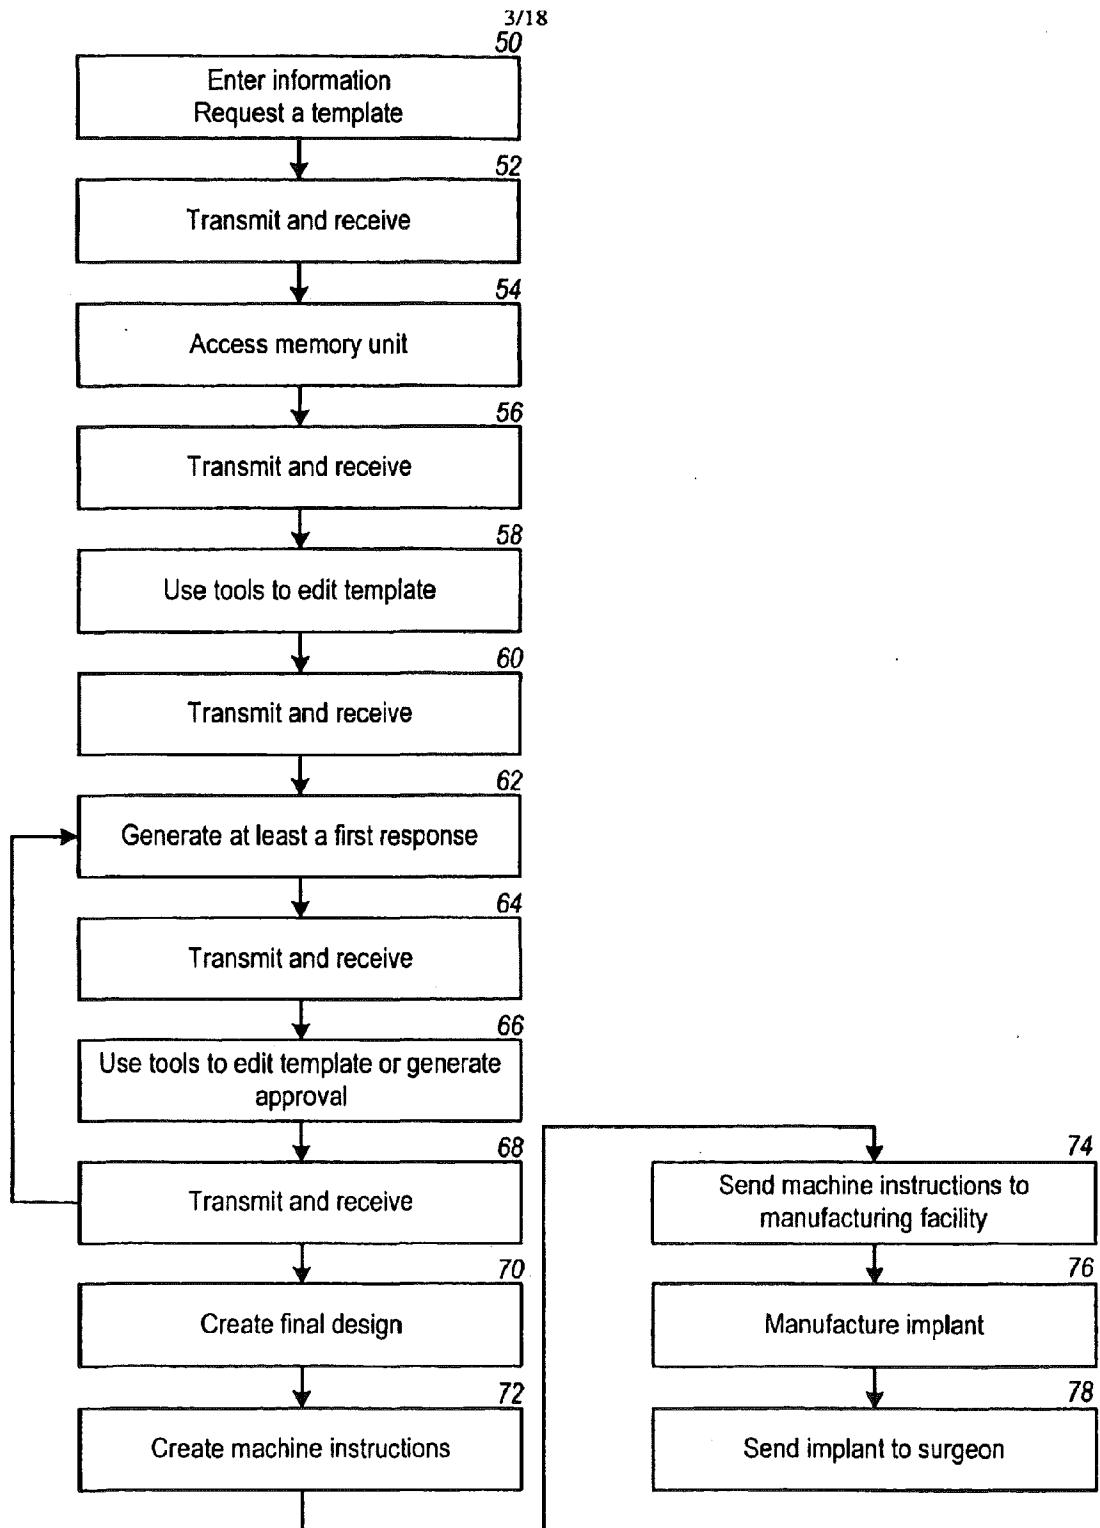 3/18
50
Enter information
Request a template
52
Transmit and receive
54
Access memory unit
56
Transmit and receive
58
Use tools to edit template
60
Transmit and receive
62
Generate at least a first response
64
Transmit and receive
66
Use tools to edit template or generate
approval
68
Transmit and receive
70
Create final design
72
Create machine instructions
74
Send machine instructions to
manufacturing facility
76
Manufacture implant
78
Send implant to surgeon